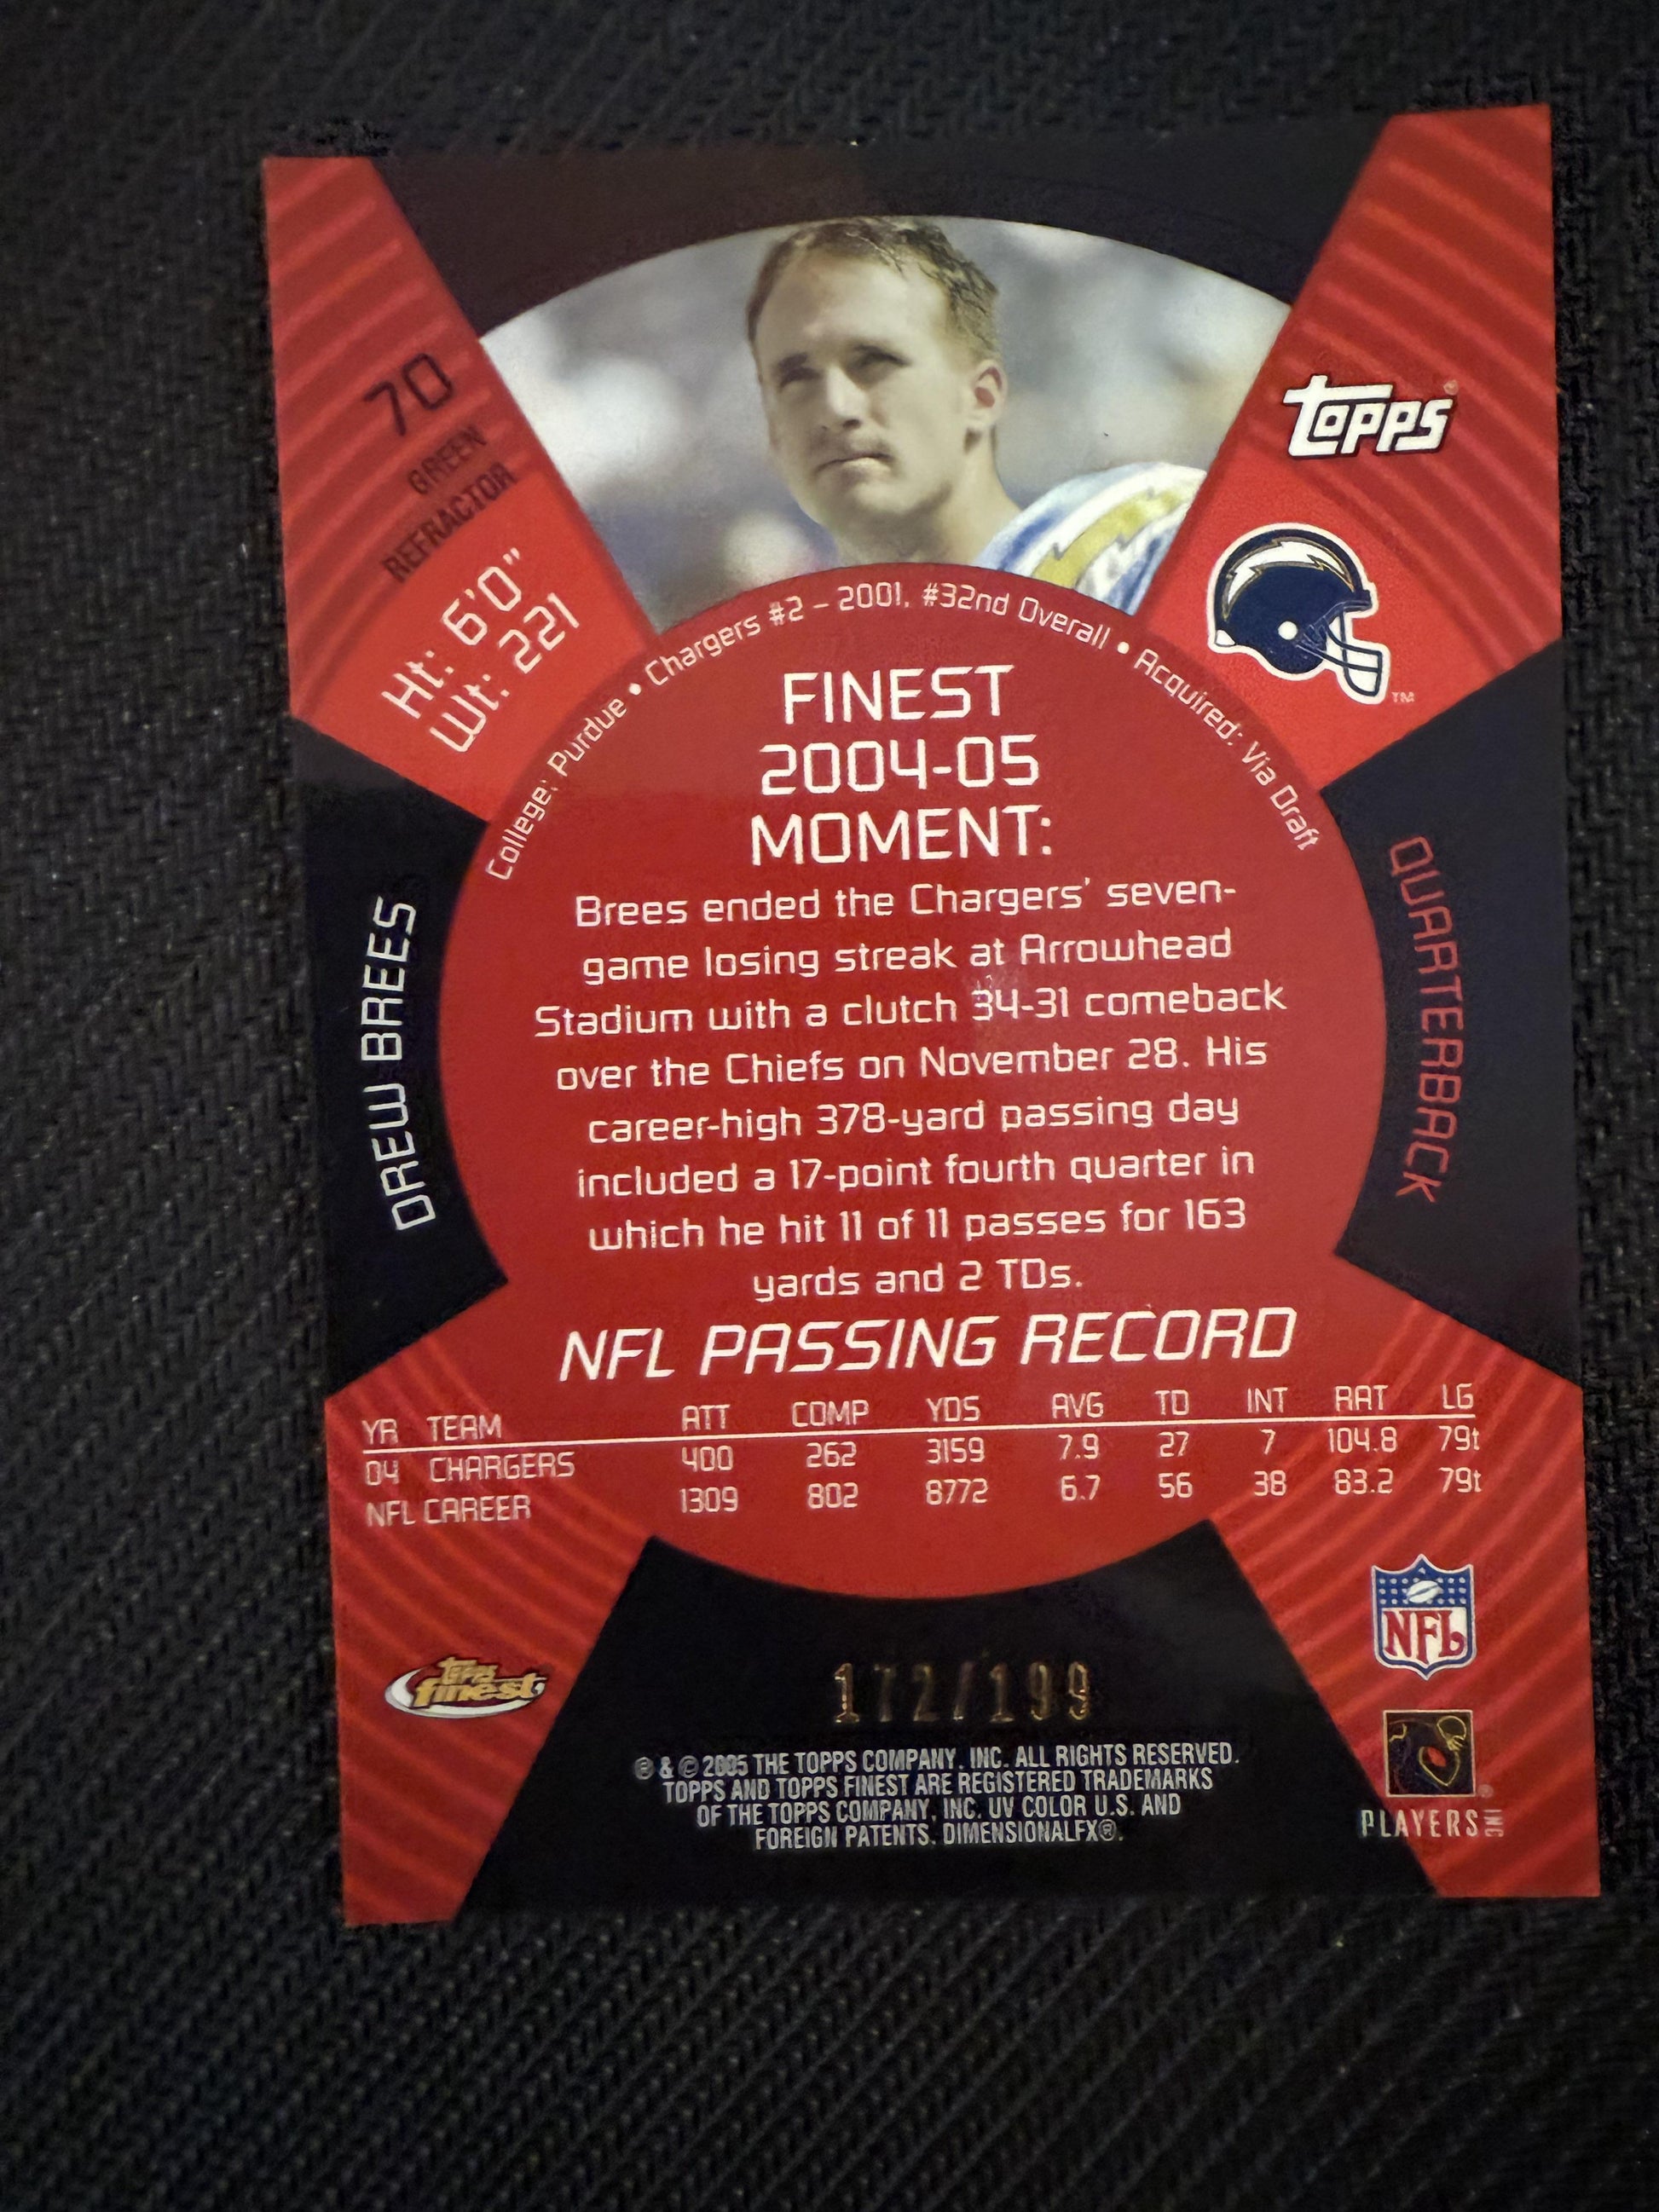 70
GREEN
REFRACTOR
Ht: 6'0"
Wt: 221
Topps®
TM
College: Purdue • Chargers #2 – 2001, #32nd Overall • Acquired: Via Draft
FINEST
2004-05
MOMENT:
Brees ended the Chargers' seven-
game losing streak at Arrowhead
Stadium with a clutch 34-31 comeback
over the Chiefs on November 28. His
career-high 378-yard passing day
included a 17-point fourth quarter in
which he hit 11 of 11 passes for 163
yards and 2 TDs.
DREW BREES
QUARTERBACK
NFL PASSING RECORD
YR TEAM ATT COMP YDS AVG TD INT RAT LG
04 CHARGERS 400 262 3159 7.9 27 7 104.8 79t
NFL CAREER 1309 802 8772 6.7 56 38 83.2 79t
NFL
Topps
finest
172/199
® & © 2005 THE TOPPS COMPANY, INC. ALL RIGHTS RESERVED.
TOPPS AND TOPPS FINEST ARE REGISTERED TRADEMARKS
OF THE TOPPS COMPANY, INC. UV COLOR U.S. AND
FOREIGN PATENTS. DIMENSIONALFX®.
®
PLAYERS INC